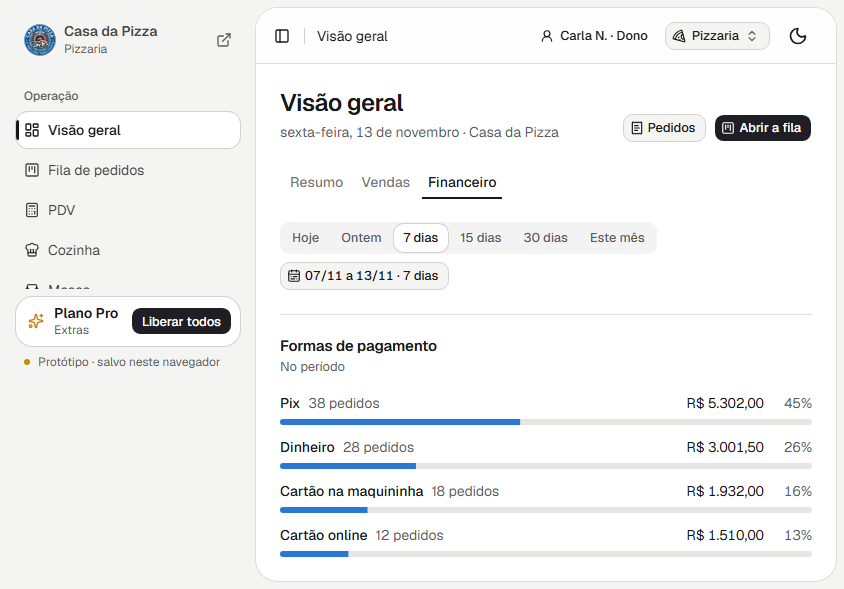 Casa da Pizza
Pizzaria
Operação
Visão geral
Fila de pedidos
PDV
Cozinha
Plano Pro
Extras
Liberar todos
Protótipo · salvo neste navegador
Visão geral
Carla N. · Dono
Pizzaria
Visão geral
sexta-feira, 13 de novembro · Casa da Pizza
Pedidos
Abrir a fila
Resumo Vendas Financeiro
Hoje Ontem 7 dias 15 dias 30 dias Este mês
07/11 a 13/11 · 7 dias
Formas de pagamento
No período
Pix 38 pedidos R$ 5.302,00 45%
Dinheiro 28 pedidos R$ 3.001,50 26%
Cartão na maquininha 18 pedidos R$ 1.932,00 16%
Cartão online 12 pedidos R$ 1.510,00 13%